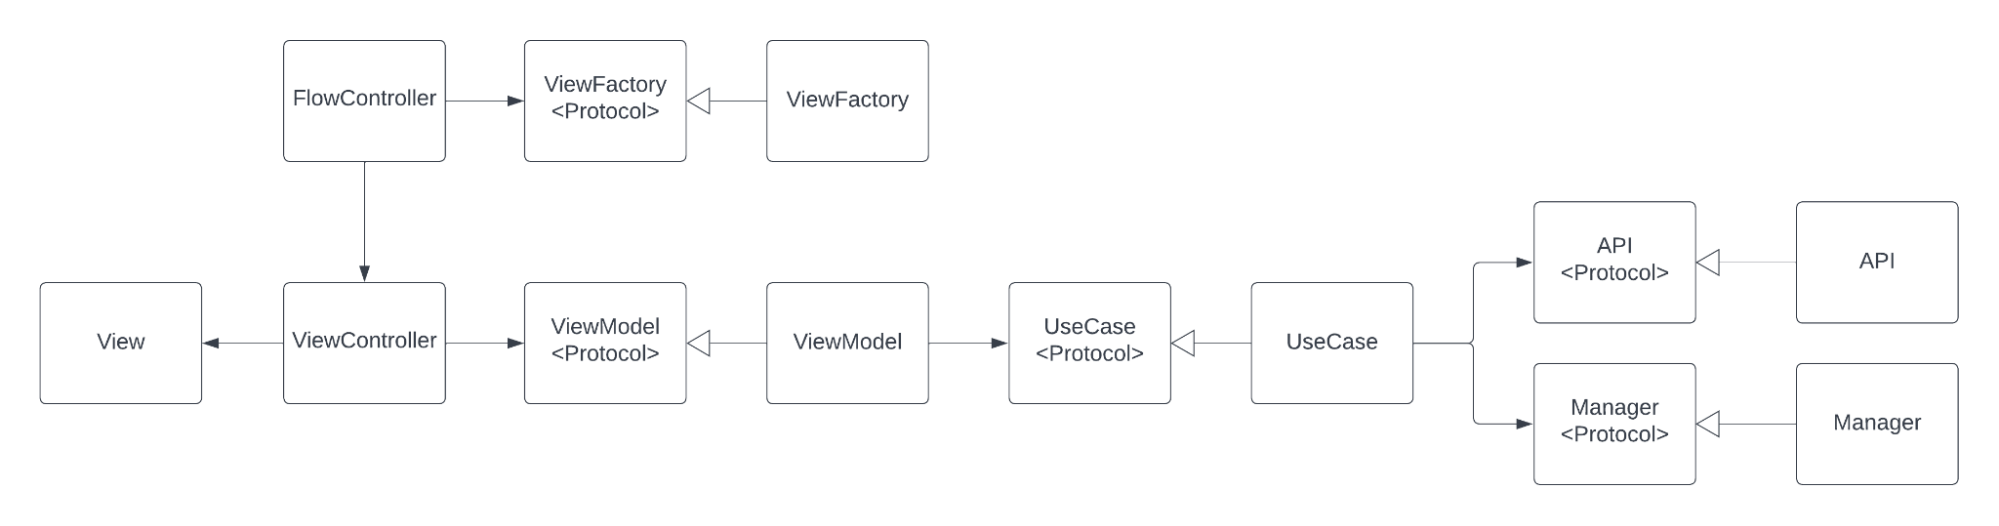 FlowController
ViewFactory
<Protocol>
ViewFactory
View
ViewController
ViewModel
<Protocol>
ViewModel
UseCase
<Protocol>
UseCase
API
<Protocol>
API
Manager
<Protocol>
Manager